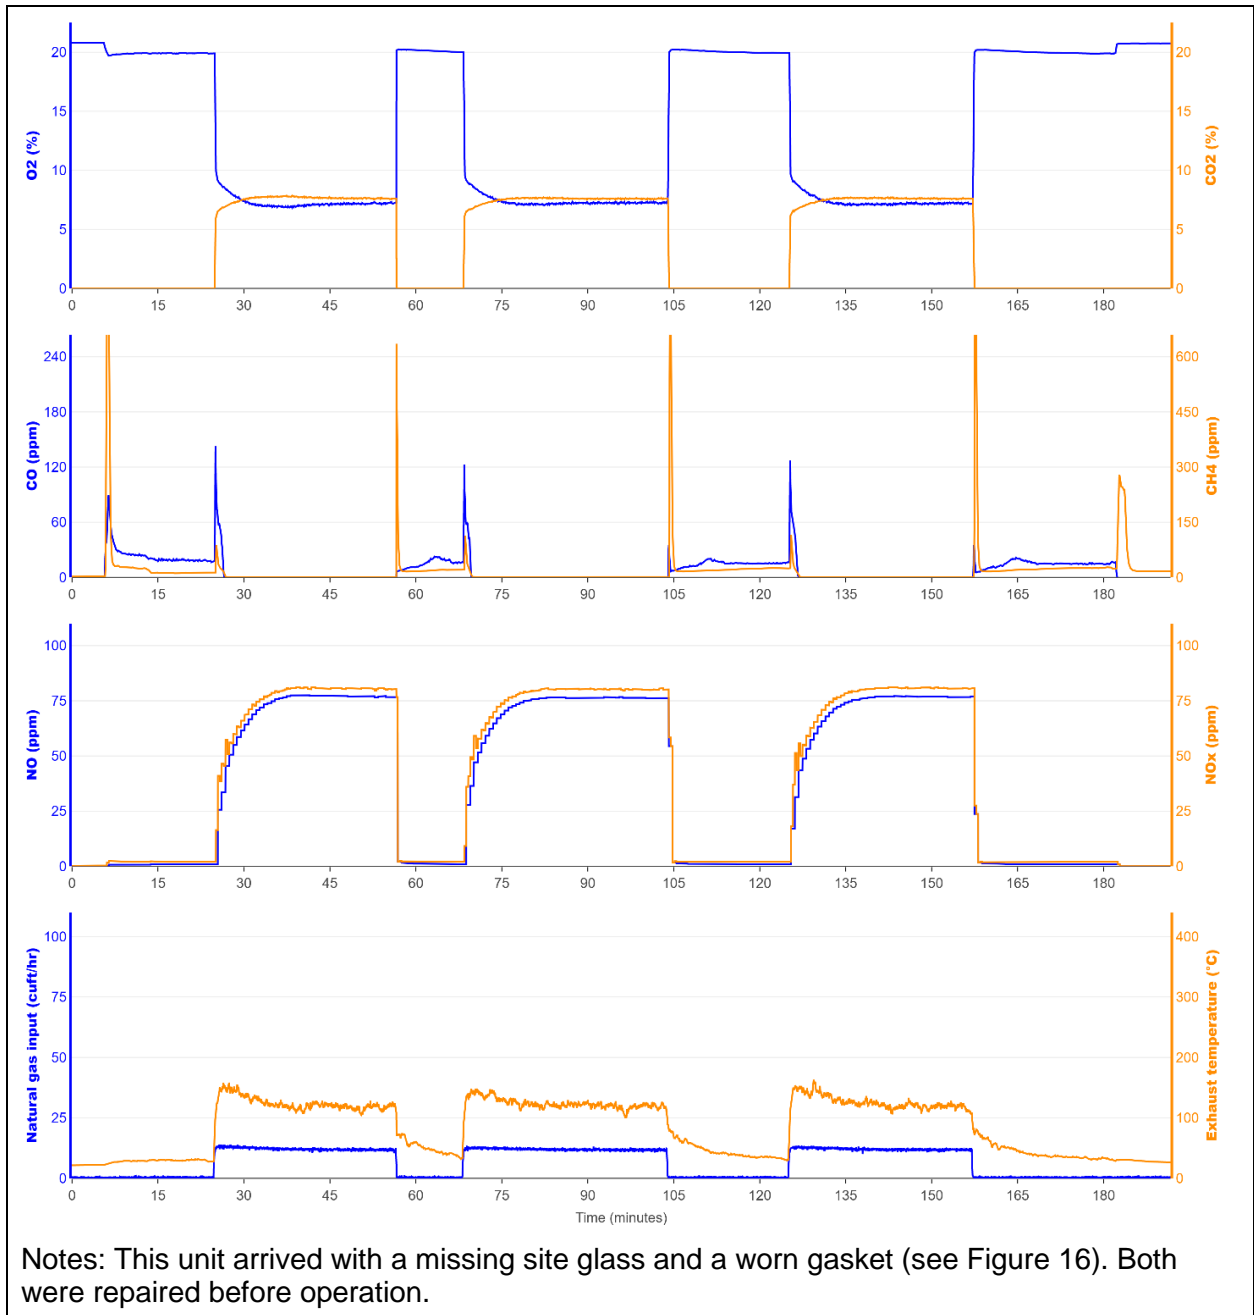 O2 (%)
20
15
10
5
0
CO2 (%)
20
15
10
5
0
0 15 30 45 60 75 90 105 120 135 150 165 180
CO (ppm)
240
180
120
60
0
CH4 (ppm)
600
450
300
150
0
0 15 30 45 60 75 90 105 120 135 150 165 180
NO (ppm)
100
75
50
25
0
NOx (ppm)
100
75
50
25
0
0 15 30 45 60 75 90 105 120 135 150 165 180
Natural gas input (cuft/hr)
100
75
50
25
0
Exhaust temperature (°C)
400
300
200
100
0
0 15 30 45 60 75 90 105 120 135 150 165 180
Time (minutes)
Notes: This unit arrived with a missing site glass and a worn gasket (see Figure 16). Both
were repaired before operation.